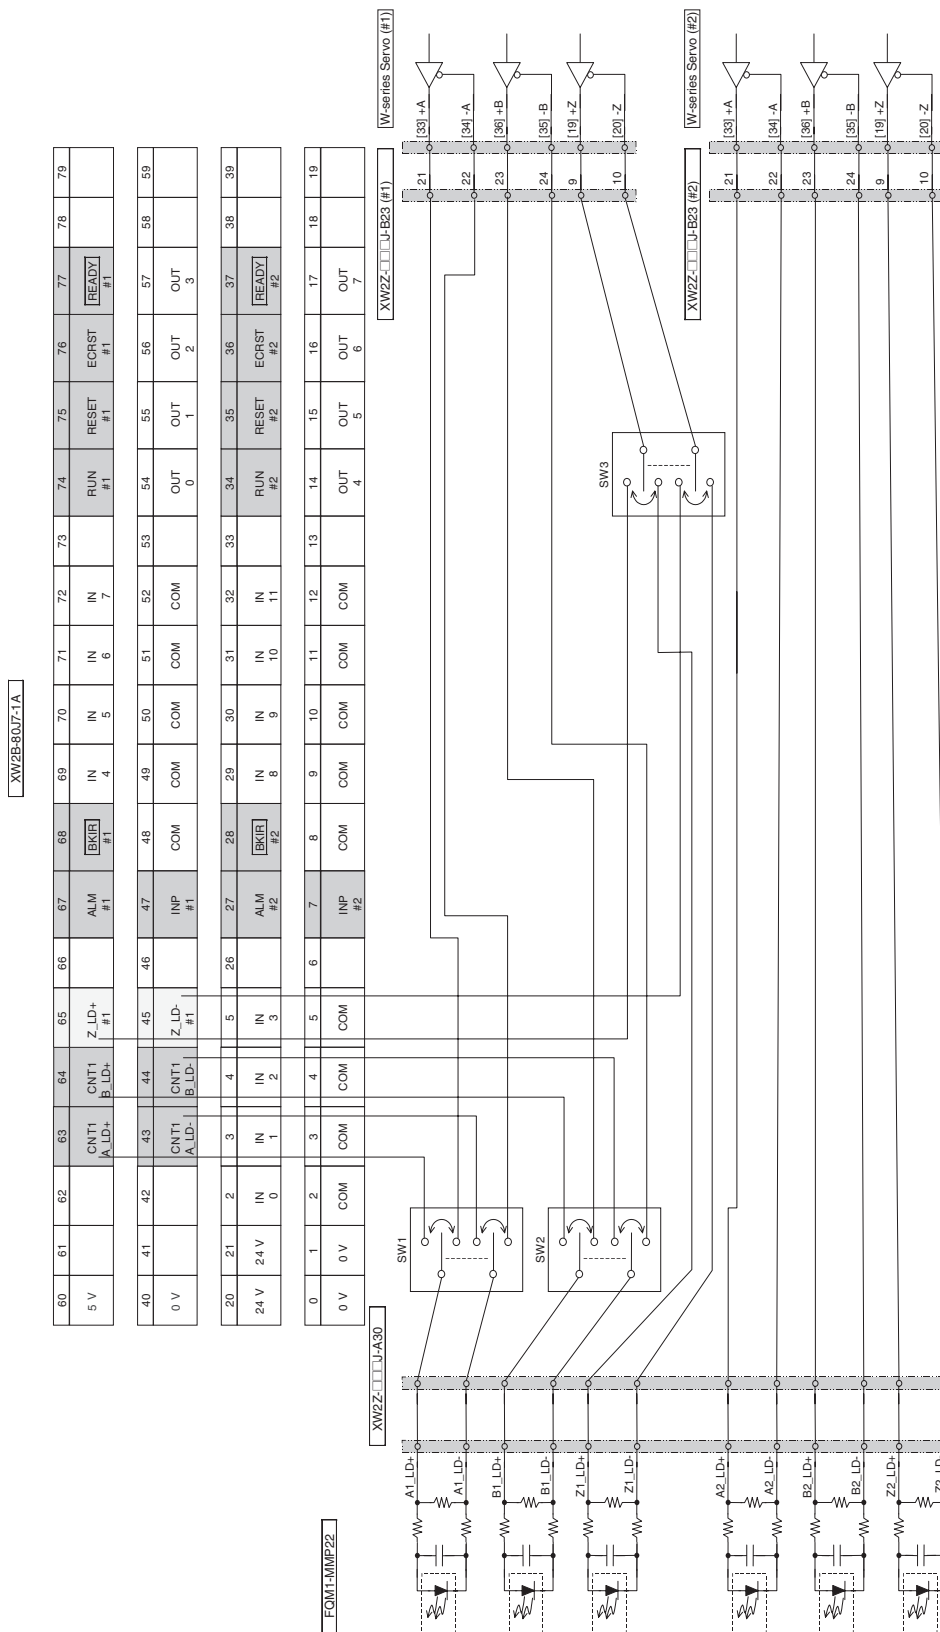 XW2B-80J7-1A
60 61 62 63 64 65 66 67 68 69 70 71 72 73 74 75 76 77 78 79
5 V
CNT1 A_LD+
CNT1 B_LD+
Z_LD+ #1
ALM #1
BKIR #1
IN 4
IN 5
IN 6
IN 7
RUN #1
RESET #1
ECRST #1
READY #1
40 41 42 43 44 45 46 47 48 49 50 51 52 53 54 55 56 57 58 59
0 V
CNT1 A_LD-
CNT1 B_LD-
Z_LD- #1
INP #1
COM
COM
COM
COM
COM
OUT 0
OUT 1
OUT 2
OUT 3
20 21 2 3 4 5 26 27 28 29 30 31 32 33 34 35 36 37 38 39
24 V
24 V
IN 0
IN 1
IN 2
IN 3
ALM #2
BKIR #2
IN 8
IN 9
IN 10
IN 11
RUN #2
RESET #2
ECRST #2
READY #2
0 1 2 3 4 5 6 7 8 9 10 11 12 13 14 15 16 17 18 19
0 V
0 V
COM
COM
COM
COM
INP #2
COM
COM
COM
COM
COM
OUT 4
OUT 5
OUT 6
OUT 7
FQM1-MMP22
XW2Z-□□□J-A30
XW2Z-□□□J-B23 (#1)
W-series Servo (#1)
A1_LD+
A1_LD-
B1_LD+
B1_LD-
Z1_LD+
Z1_LD-
SW1
SW2
SW3
21 [33] +A
22 [34] -A
23 [36] +B
24 [35] -B
9 [19] +Z
10 [20] -Z
XW2Z-□□□J-B23 (#2)
W-series Servo (#2)
A2_LD+
A2_LD-
B2_LD+
B2_LD-
Z2_LD+
21 [33] +A
22 [34] -A
23 [36] +B
24 [35] -B
9 [19] +Z
10 [20] -Z